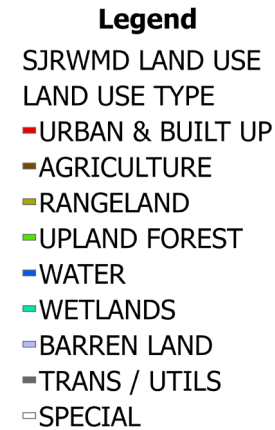 Legend
SJRWMD LAND USE
LAND USE TYPE
URBAN & BUILT UP
AGRICULTURE
RANGELAND
UPLAND FOREST
WATER
WETLANDS
BARREN LAND
TRANS / UTILS
SPECIAL